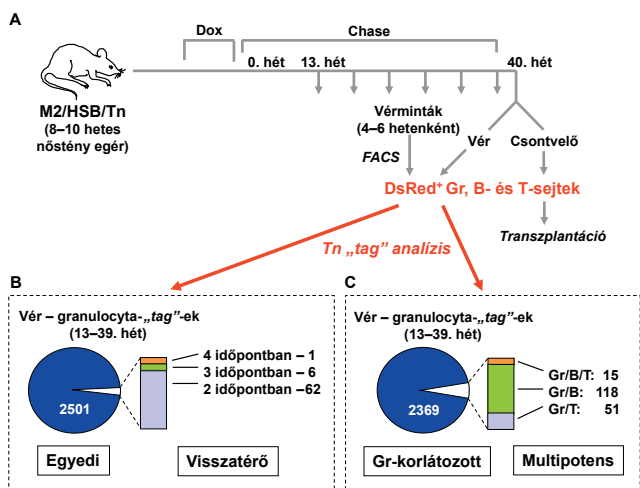 A
Dox
Chase
0. hét
13. hét
40. hét
M2/HSB/Tn
(8–10 hetes
nőstény egér)
Vérminták
(4–6 hetenként)
FACS
Vér
Csontvelő
DsRed⁺ Gr, B- és T-sejtek
Transzplantáció
Tn „tag” analízis
B
Vér – granulocyta-„tag”-ek
(13–39. hét)
2501
4 időpontban – 1
3 időpontban – 6
2 időpontban –62
Egyedi
Visszatérő
C
Vér – granulocyta-„tag”-ek
(13–39. hét)
2369
Gr/B/T: 15
Gr/B: 118
Gr/T: 51
Gr-korlátozott
Multipotens